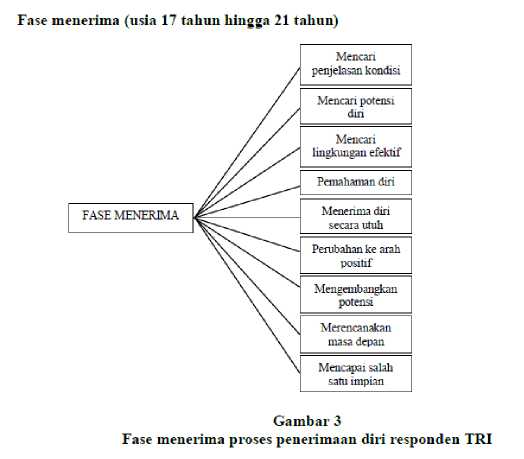 Fase menerima (usia 17 tahun hingga 21 tahun)
Mencari
penjelasan kondisi
Mencari potensi
diri
Mencari
lingkungan efektif
Pemahaman diri
FASE MENERIMA
Menerima diri
secara utuh
Perubahan ke arah
positif
Mengembangkan
potensi
Merencanakan
masa depan
Mencapai salah
satu impian
Gambar 3
Fase menerima proses penerimaan diri responden TRI